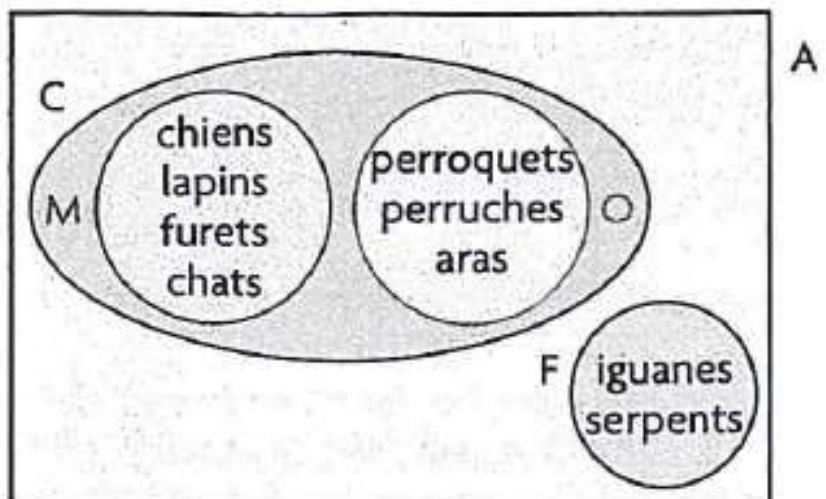 A
C
M
chiens
lapins
furets
chats
perroquets
perruches
aras
O
F
iguanes
serpents